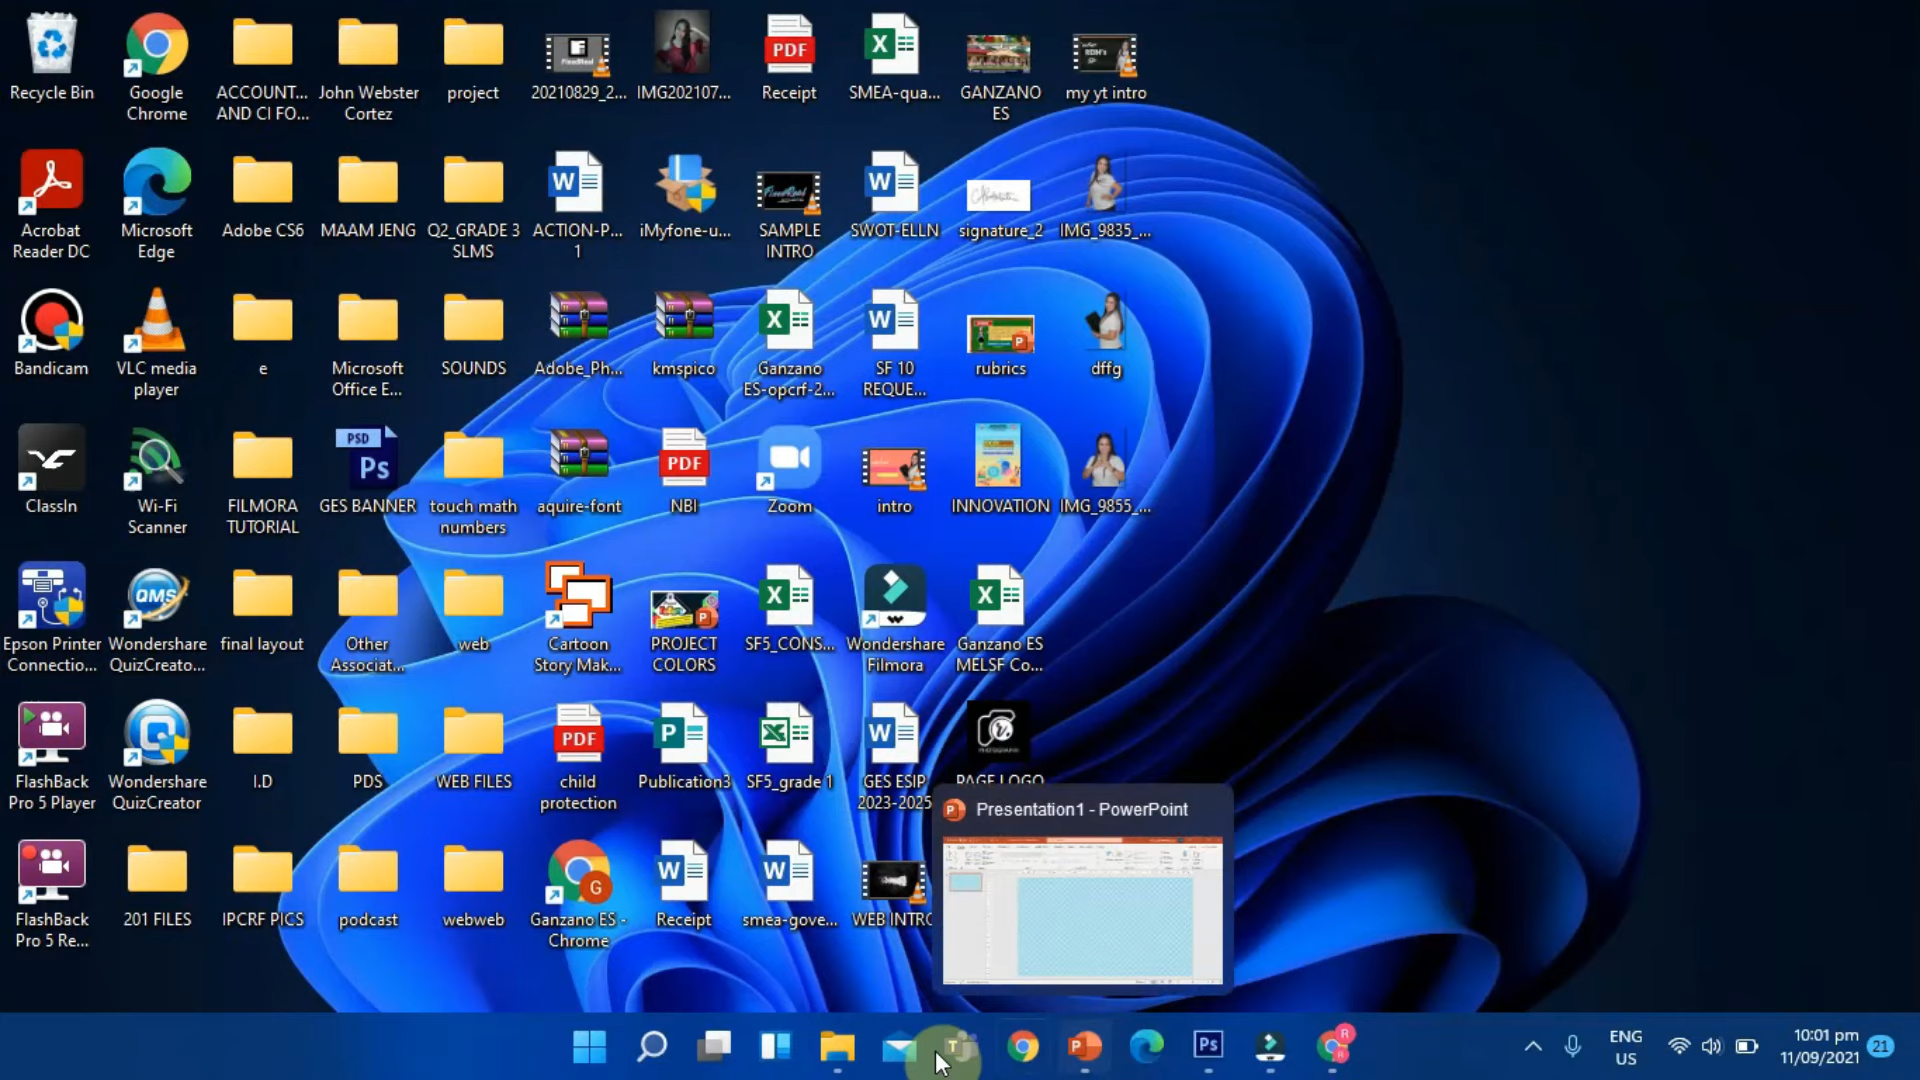 Recycle Bin
Google
Chrome
ACCOUNT...
AND CI FO...
John Webster
Cortez
project
20210829_2...
IMG202107...
PDF
Receipt
SMEA-qua...
GANZANO
ES
my yt intro
Acrobat
Reader DC
Microsoft
Edge
Adobe CS6
MAAM JENG
Q2_GRADE 3
SLMS
ACTION-P...
1
iMyfone-u...
SAMPLE
INTRO
SWOT-ELLN
signature_2
IMG_9835_...
Bandicam
VLC media
player
e
Microsoft
Office E...
SOUNDS
Adobe_Ph...
kmspico
Ganzano
ES-opcrf-2...
SF 10
REQUE...
rubrics
dffg
ClassIn
Wi-Fi
Scanner
FILMORA
TUTORIAL
PSD
Ps
GES BANNER
touch math
numbers
aquire-font
PDF
NBI
Zoom
intro
INNOVATION
IMG_9855_...
Epson Printer
Connectio...
QMS
Wondershare
QuizCreato...
final layout
Other
Associat...
web
Cartoon
Story Mak...
PROJECT
COLORS
SF5_CONS...
Wondershare
Filmora
Ganzano ES
MELSF Co...
FlashBack
Pro 5 Player
Wondershare
QuizCreator
I.D
PDS
WEB FILES
PDF
child
protection
Publication3
SF5_grade 1
GES ESIP
2023-2025
PAGE LOGO
Presentation1 - PowerPoint
FlashBack
Pro 5 Re...
201 FILES
IPCRF PICS
podcast
webweb
G
Ganzano ES -
Chrome
Receipt
smea-gove...
WEB INTRO
Ps
ENG
US
10:01 pm
11/09/2021
21